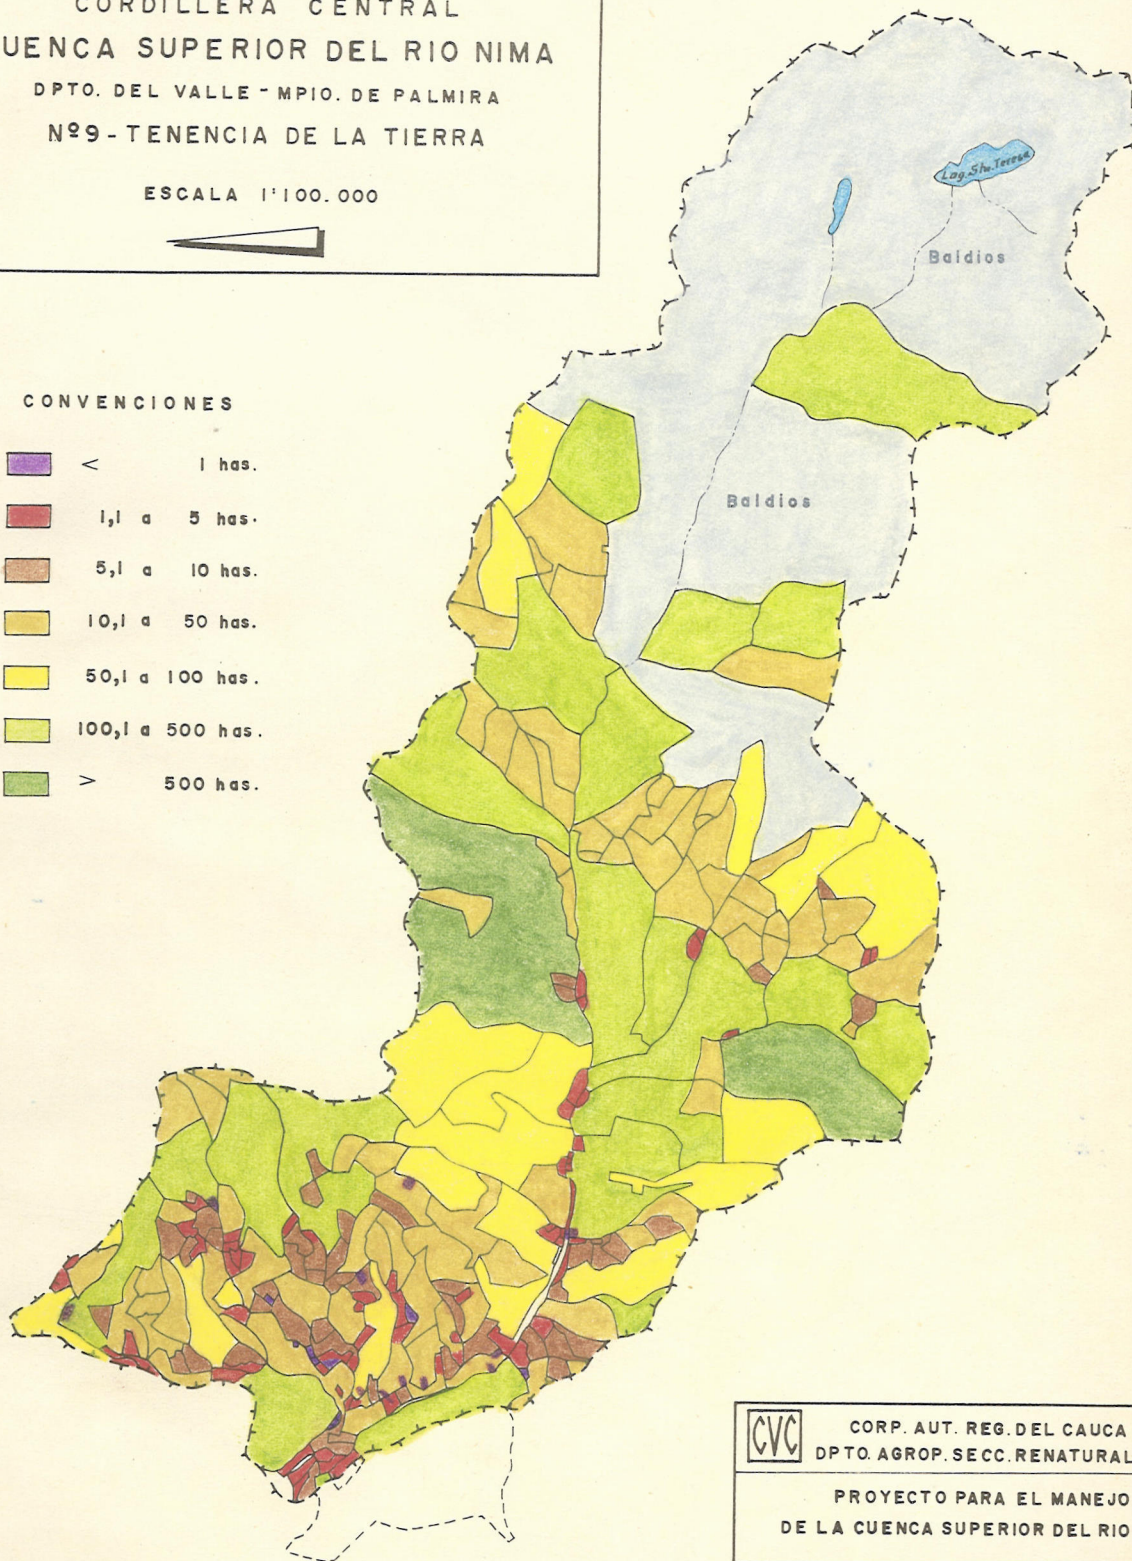 CORDILLERA CENTRAL
UENCA SUPERIOR DEL RIO NIMA
DPTO. DEL VALLE - MPIO. DE PALMIRA
Nº9 - TENENCIA DE LA TIERRA
ESCALA 1:100.000
Lag. Sta. Teresa
Baldios
CONVENCIONES
< 1 has.
1,1 a 5 has.
5,1 a 10 has.
10,1 a 50 has.
50,1 a 100 has.
100,1 a 500 has.
> 500 has.
Baldios
CVC
CORP. AUT. REG. DEL CAUCA
DPTO. AGROP. SECC. RENATURAL
PROYECTO PARA EL MANEJO
DE LA CUENCA SUPERIOR DEL RIO